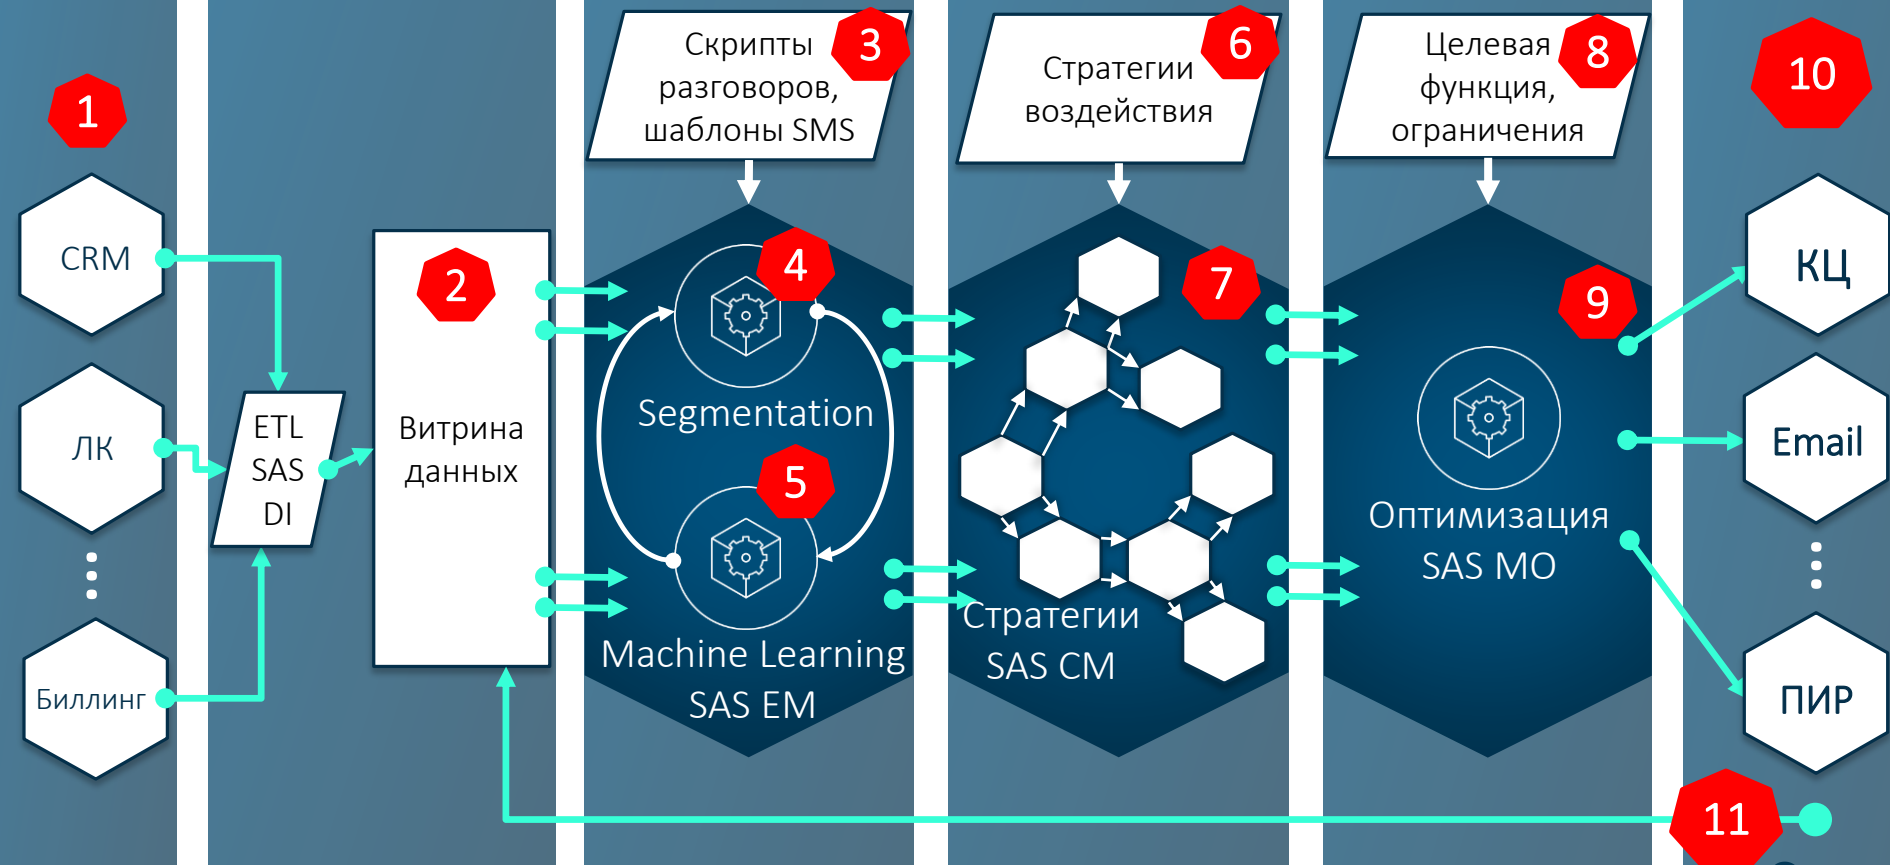 1
CRM
ЛК
Биллинг
ETL
SAS
DI
2
Витрина
данных
3
Скрипты
разговоров,
шаблоны SMS
4
Segmentation
5
Machine Learning
SAS EM
6
Стратегии
воздействия
7
Стратегии
SAS CM
8
Целевая
функция,
ограничения
9
Оптимизация
SAS MO
10
КЦ
Email
ПИР
11